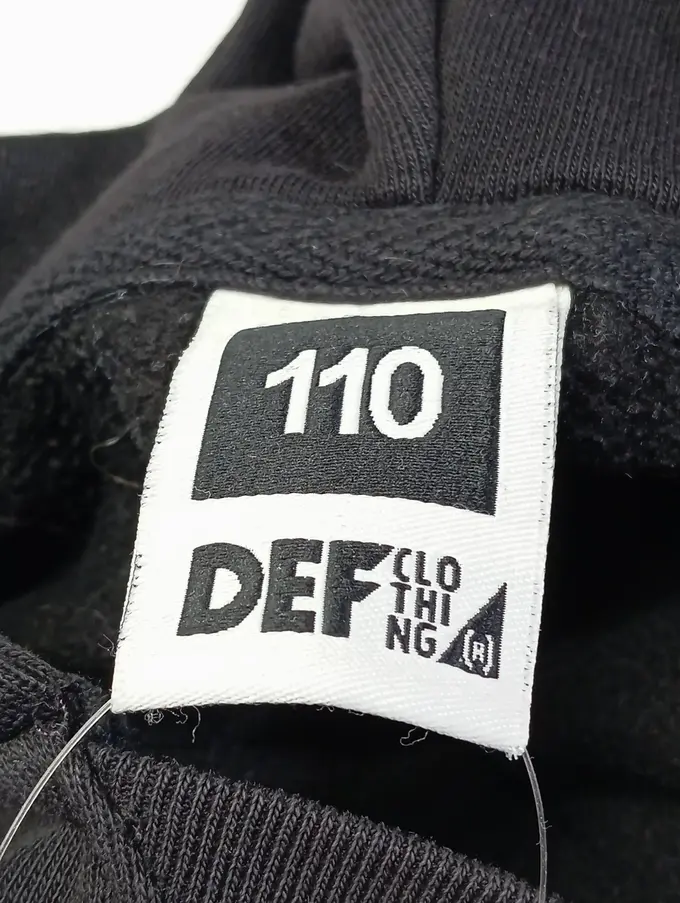 110
DEF CLO
THI
NG [R]